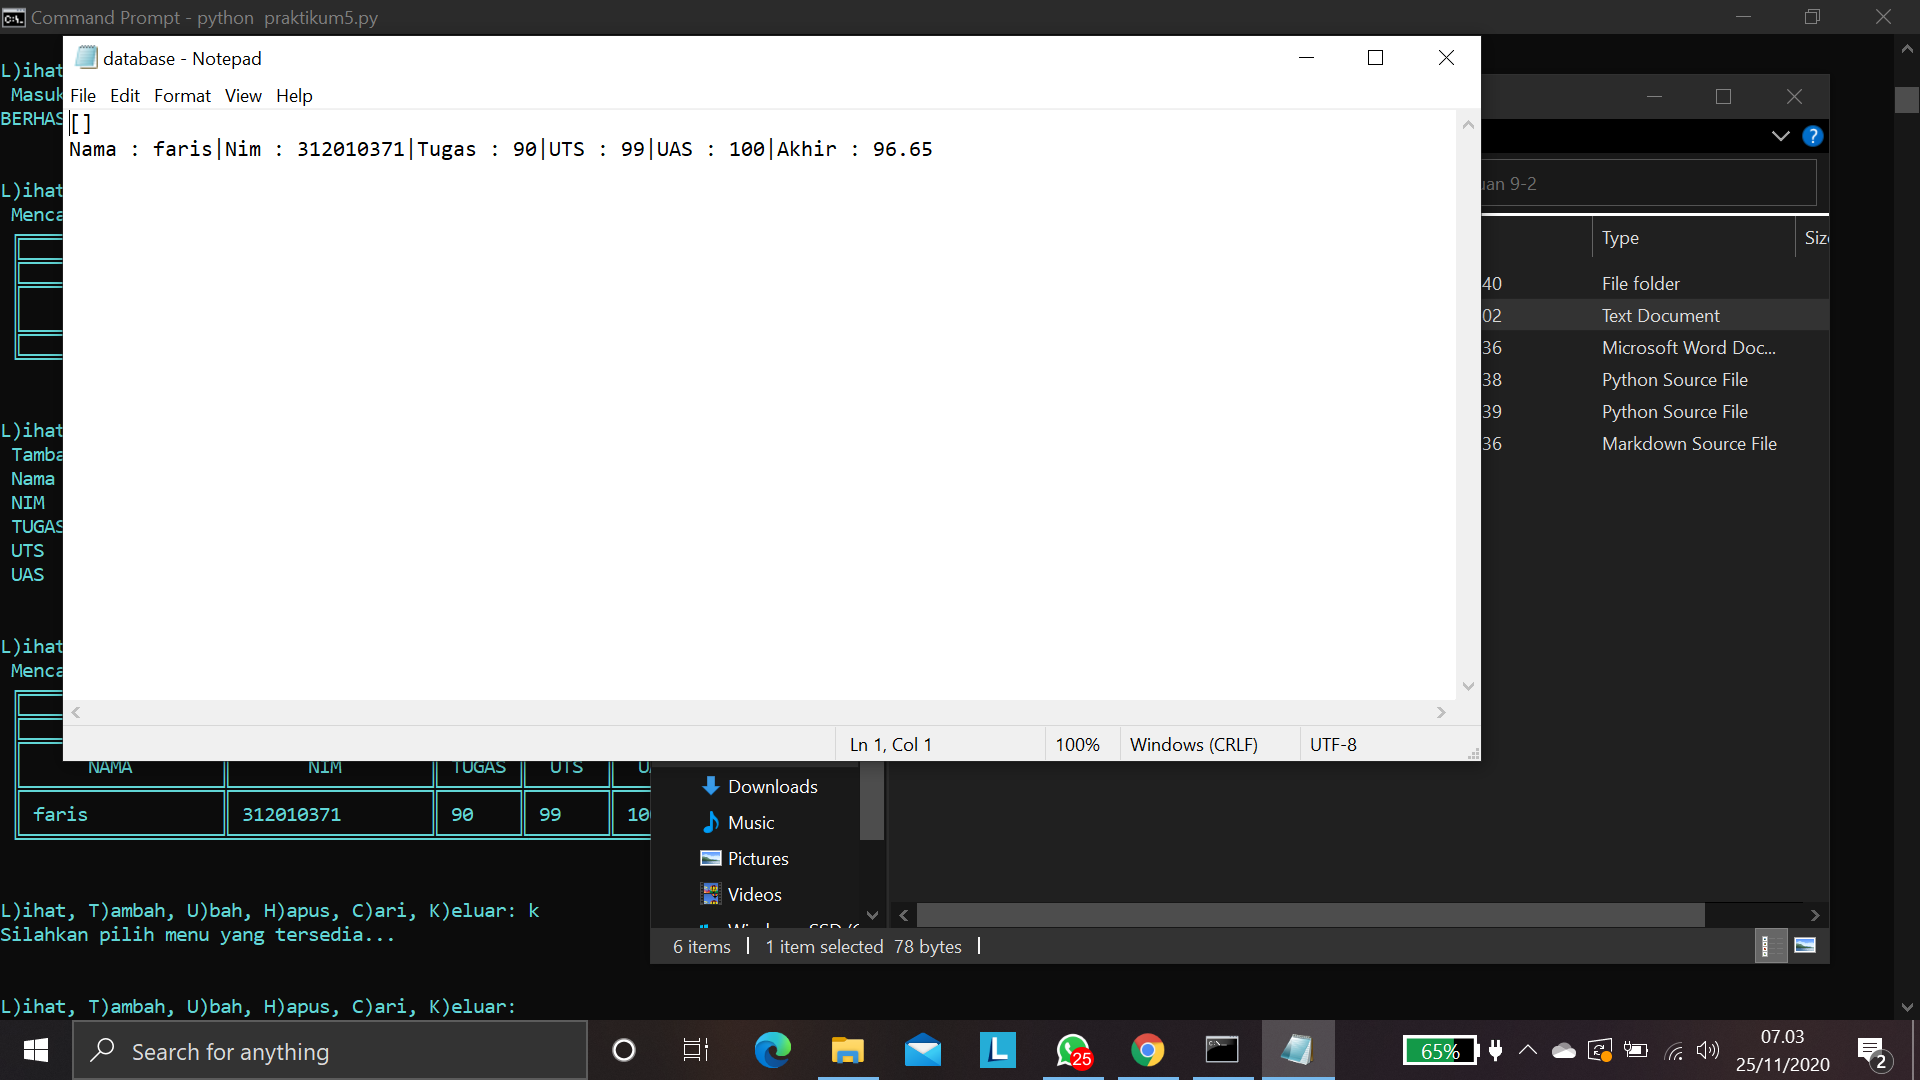 Command Prompt - python  praktikum5.py
database - Notepad
File Edit Format View Help
[]
Nama : faris|Nim : 312010371|Tugas : 90|UTS : 99|UAS : 100|Akhir : 96.65
Ln 1, Col 1
100%
Windows (CRLF)
UTF-8
L)ihat
Masuk
BERHAS
L)ihat
Menca
L)ihat
Tamba
Nama
NIM
TUGAS
UTS
UAS
L)ihat
Menca
NAMA NIM TUGAS UTS
faris 312010371 90 99 100
L)ihat, T)ambah, U)bah, H)apus, C)ari, K)eluar: k
Silahkan pilih menu yang tersedia...
L)ihat, T)ambah, U)bah, H)apus, C)ari, K)eluar:
uan 9-2
Type Siz
40 File folder
02 Text Document
36 Microsoft Word Doc...
38 Python Source File
39 Python Source File
36 Markdown Source File
Downloads
Music
Pictures
Videos
6 items 1 item selected 78 bytes
Search for anything
25
65%
07.03
25/11/2020
2